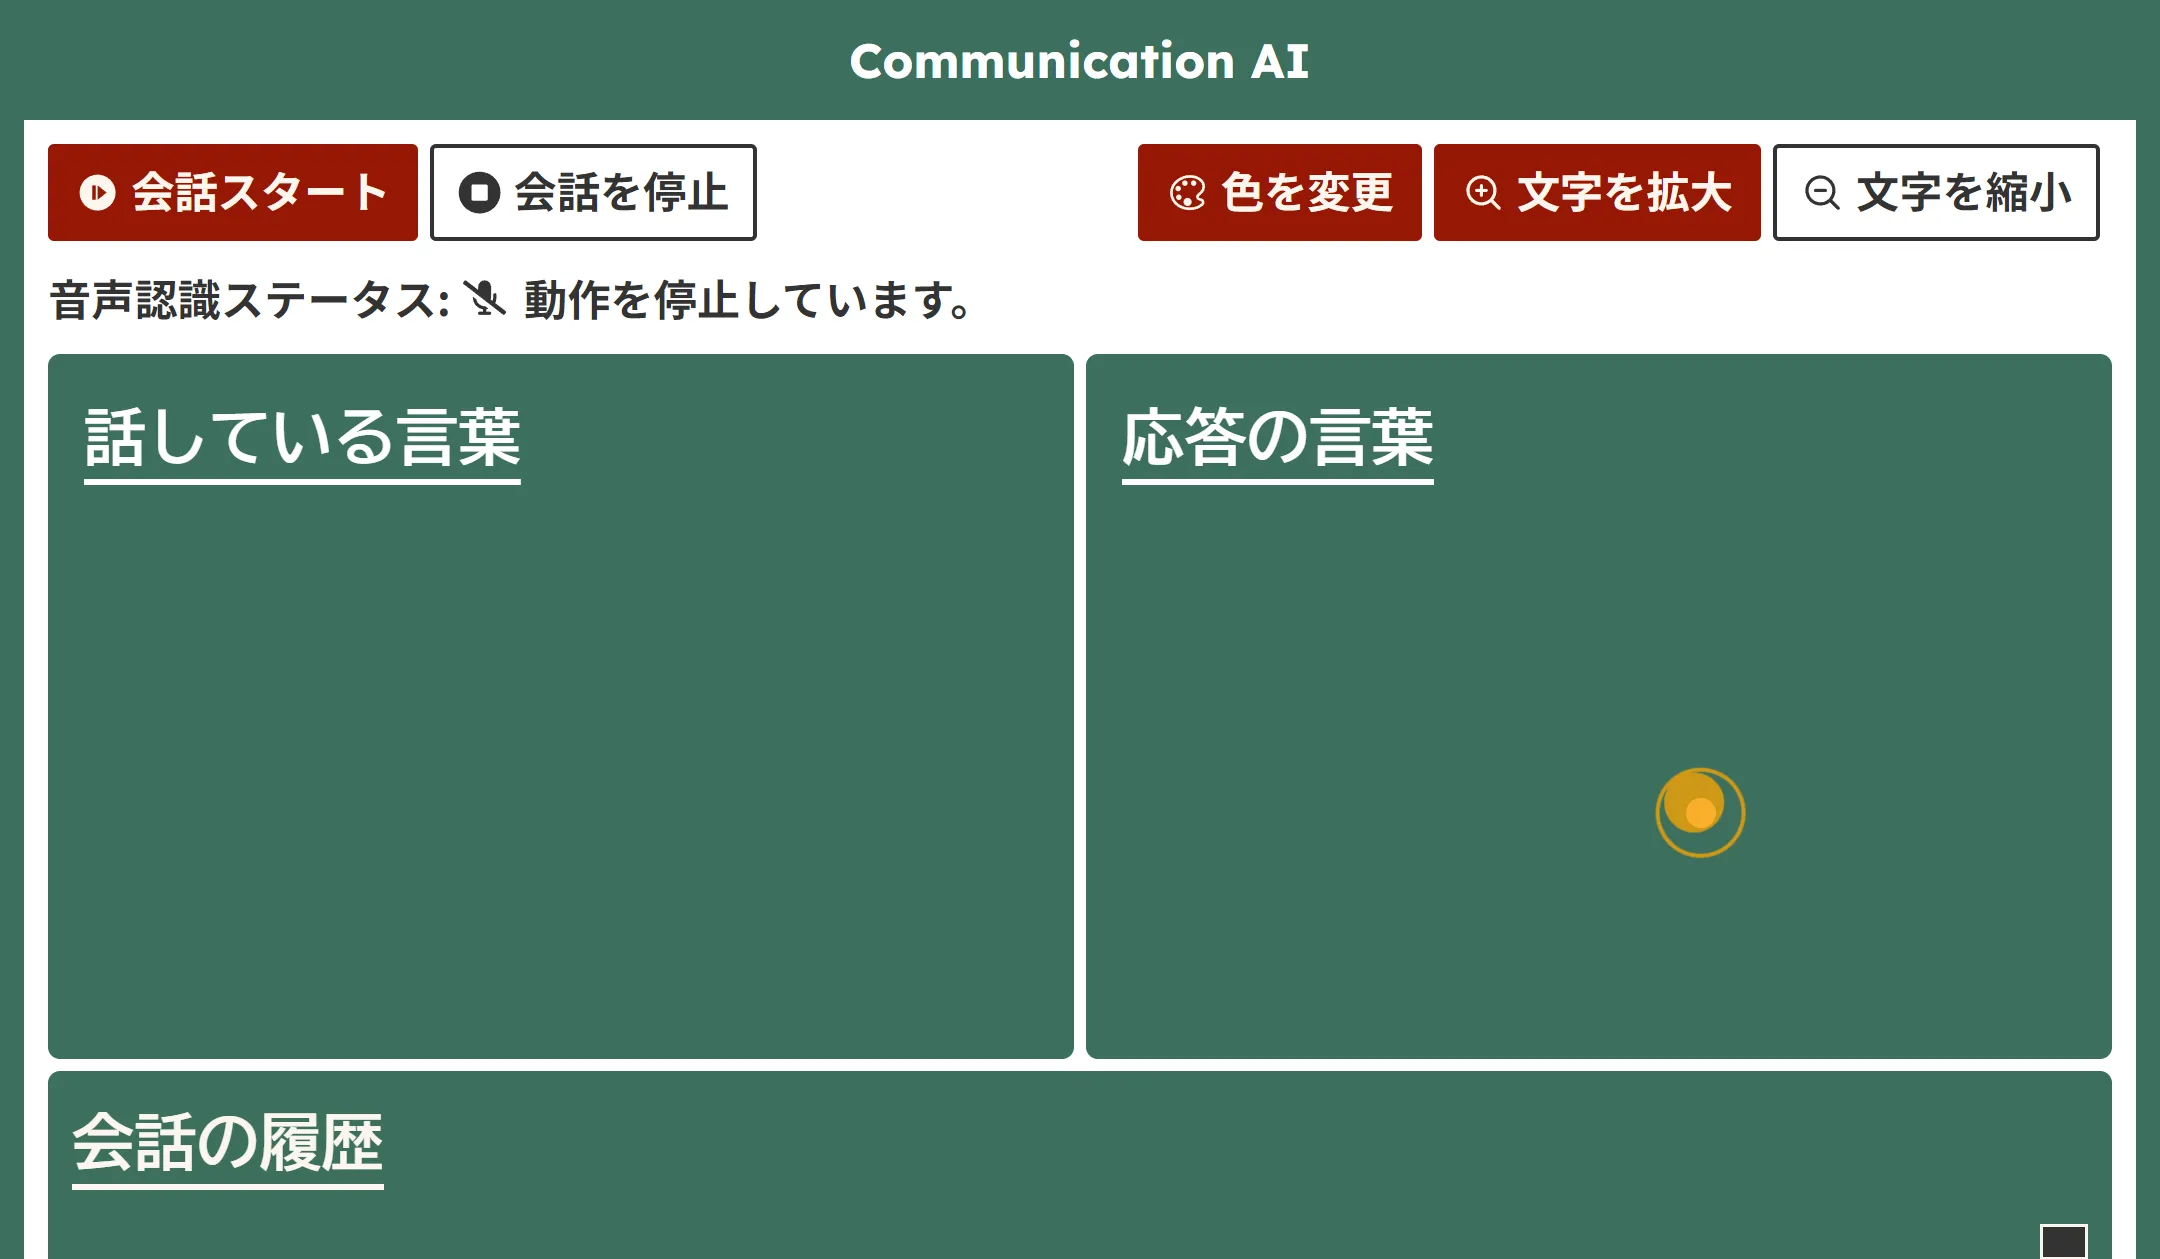 Communication AI
会話スタート
会話を停止
色を変更
文字を拡大
文字を縮小
音声認識ステータス: 動作を停止しています。
話している言葉
応答の言葉
会話の履歴